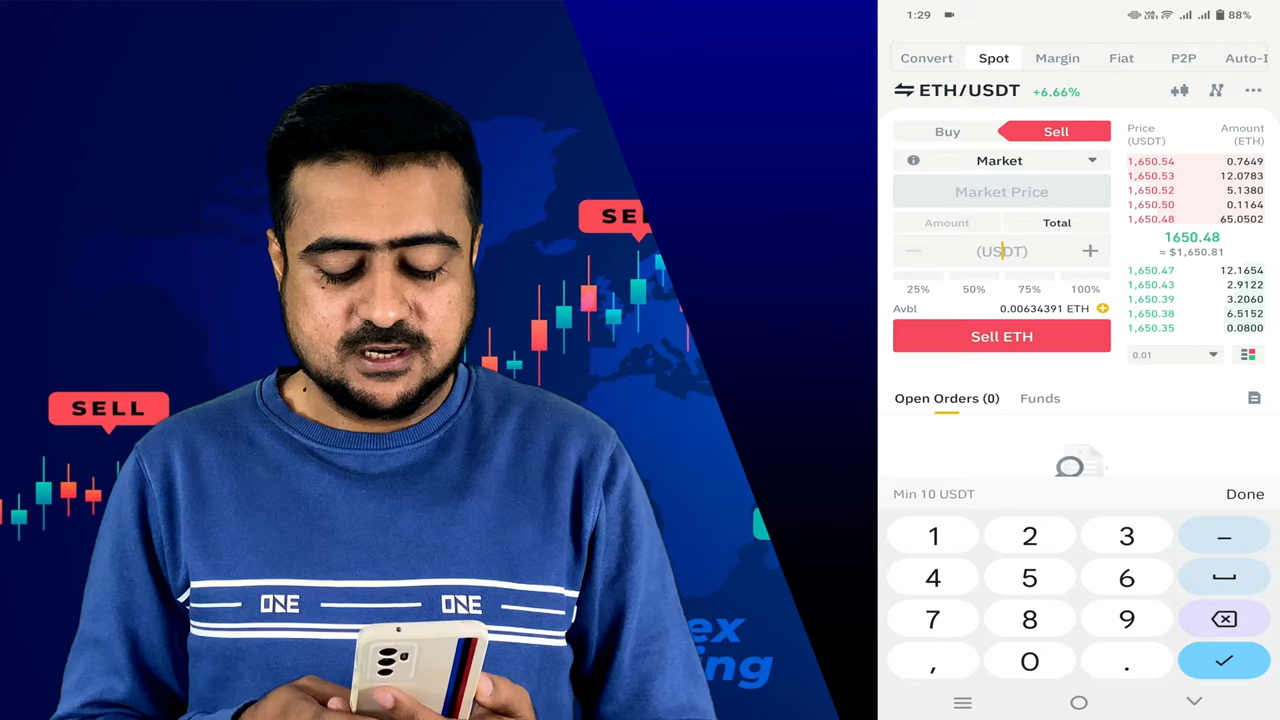 1:29
88%
Convert Spot Margin Fiat P2P Auto-I
ETH/USDT +6.66%
Buy Sell
Market
Market Price
Amount Total
(USDT)
25% 50% 75% 100%
Avbl 0.00634391 ETH
Sell ETH
Price (USDT) Amount (ETH)
1,650.54 0.7649
1,650.53 12.0783
1,650.52 5.1380
1,650.50 0.1164
1,650.48 65.0502
1650.48
≈ $1,650.81
1,650.47 12.1654
1,650.43 2.9122
1,650.39 3.2060
1,650.38 6.5152
1,650.35 0.0800
0.01
Open Orders (0) Funds
Min 10 USDT Done
1 2 3 –
4 5 6
7 8 9
, 0 .
SEL
SELL
ONE ONE
ex
ing